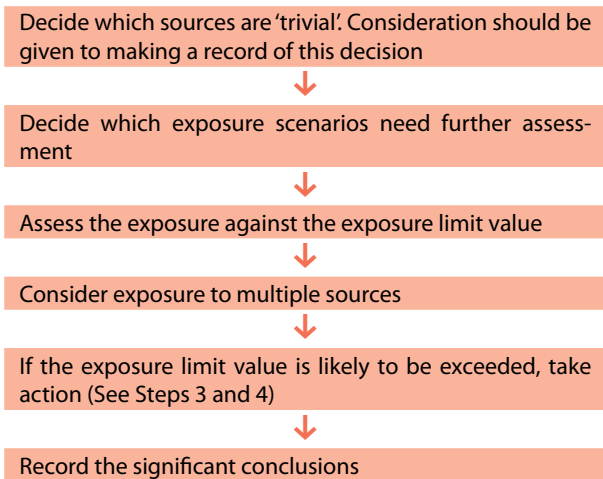 Decide which sources are ‘trivial’. Consideration should be
given to making a record of this decision
Decide which exposure scenarios need further assess-
ment
Assess the exposure against the exposure limit value
Consider exposure to multiple sources
If the exposure limit value is likely to be exceeded, take
action (See Steps 3 and 4)
Record the significant conclusions